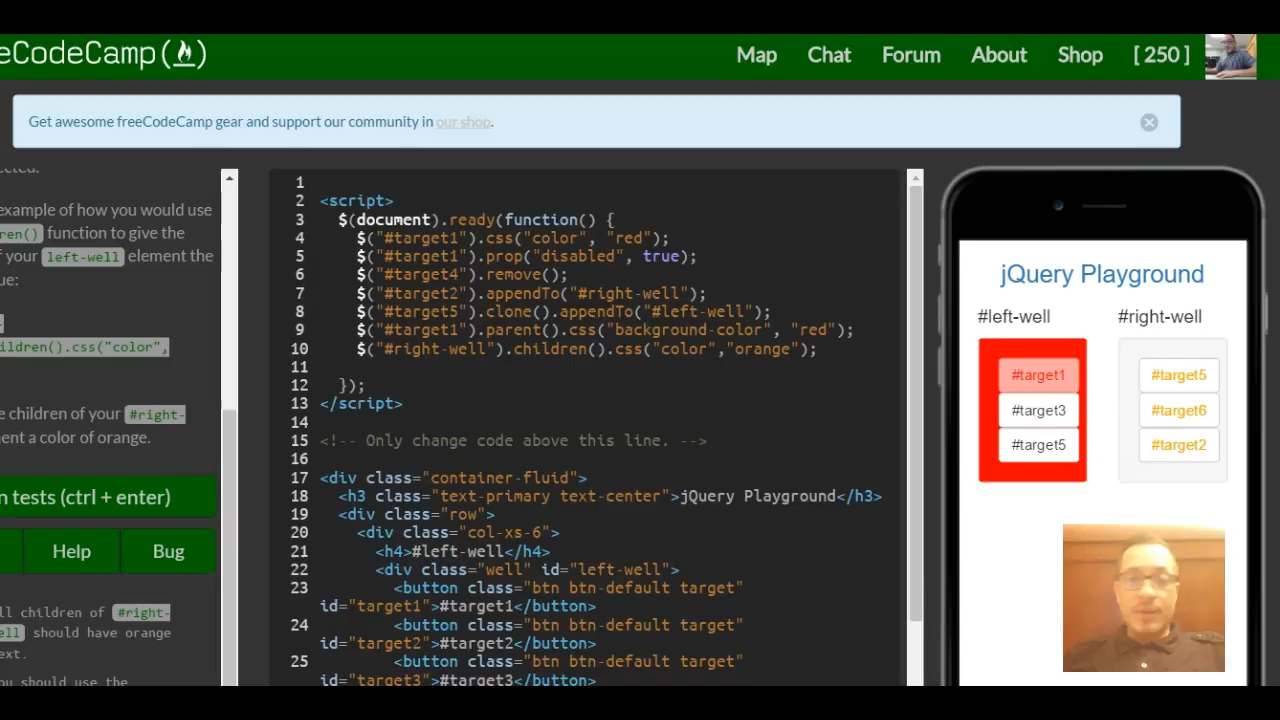 eCodeCamp
Map
Chat
Forum
About
Shop
[ 250 ]
Get awesome freeCodeCamp gear and support our community in our shop.
example of how you would use
ren() function to give the
f your left-well element the
ue:
ildren().css("color",
e children of your #right-
ent a color of orange.
n tests (ctrl + enter)
Help
Bug
ll children of #right-
ell should have orange
ext.
ou should use the
1
2 <script>
3 $(document).ready(function() {
4 $("#target1").css("color", "red");
5 $("#target1").prop("disabled", true);
6 $("#target4").remove();
7 $("#target2").appendTo("#right-well");
8 $("#target5").clone().appendTo("#left-well");
9 $("#target1").parent().css("background-color", "red");
10 $("#right-well").children().css("color","orange");
11
12 });
13 </script>
14
15 <!-- Only change code above this line. -->
16
17 <div class="container-fluid">
18 <h3 class="text-primary text-center">jQuery Playground</h3>
19 <div class="row">
20 <div class="col-xs-6">
21 <h4>#left-well</h4>
22 <div class="well" id="left-well">
23 <button class="btn btn-default target"
id="target1">#target1</button>
24 <button class="btn btn-default target"
id="target2">#target2</button>
25 <button class="btn btn-default target"
id="target3">#target3</button>
jQuery Playground
#left-well
#right-well
#target1
#target3
#target5
#target5
#target6
#target2